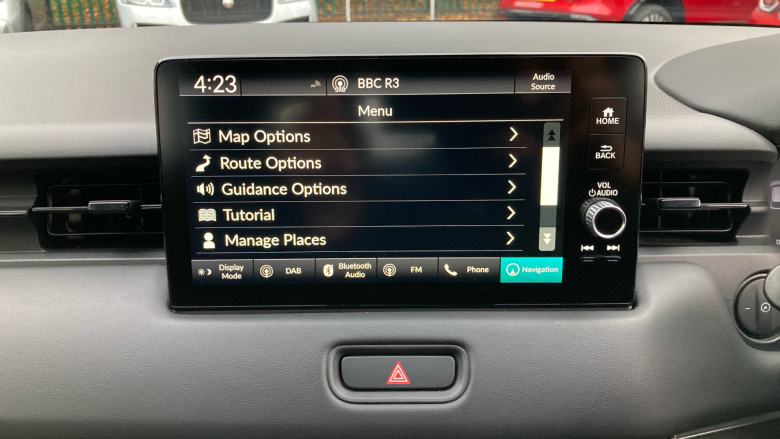 4:23 BBC R3 Audio Source
Menu
Map Options
Route Options
Guidance Options
Tutorial
Manage Places
Display Mode
DAB
Bluetooth Audio
FM
Phone
Navigation
HOME
BACK
VOL
AUDIO